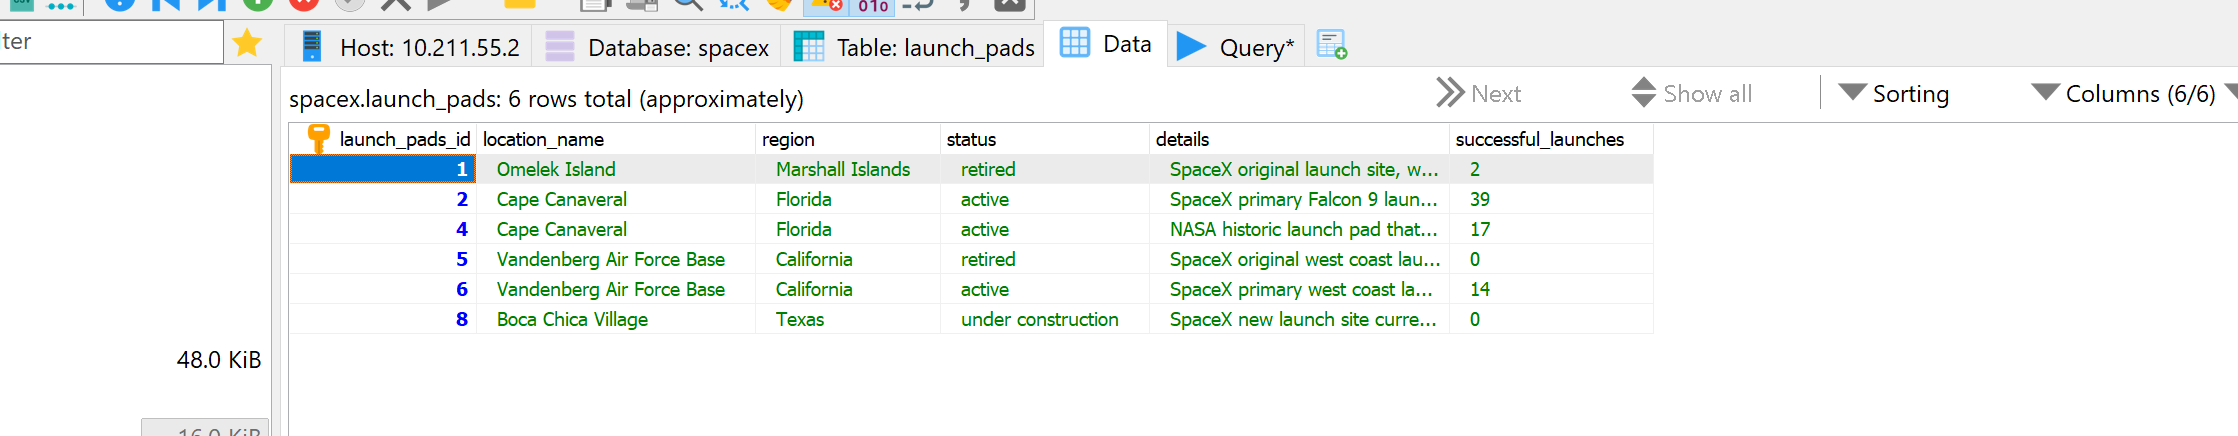 lter Host: 10.211.55.2 Database: spacex Table: launch_pads Data Query*
spacex.launch_pads: 6 rows total (approximately) Next Show all Sorting Columns (6/6)
launch_pads_id location_name region status details successful_launches
1 Omelek Island Marshall Islands retired SpaceX original launch site, w... 2
2 Cape Canaveral Florida active SpaceX primary Falcon 9 laun... 39
4 Cape Canaveral Florida active NASA historic launch pad that... 17
5 Vandenberg Air Force Base California retired SpaceX original west coast lau... 0
6 Vandenberg Air Force Base California active SpaceX primary west coast la... 14
8 Boca Chica Village Texas under construction SpaceX new launch site curre... 0
48.0 KiB
16.0 KiB